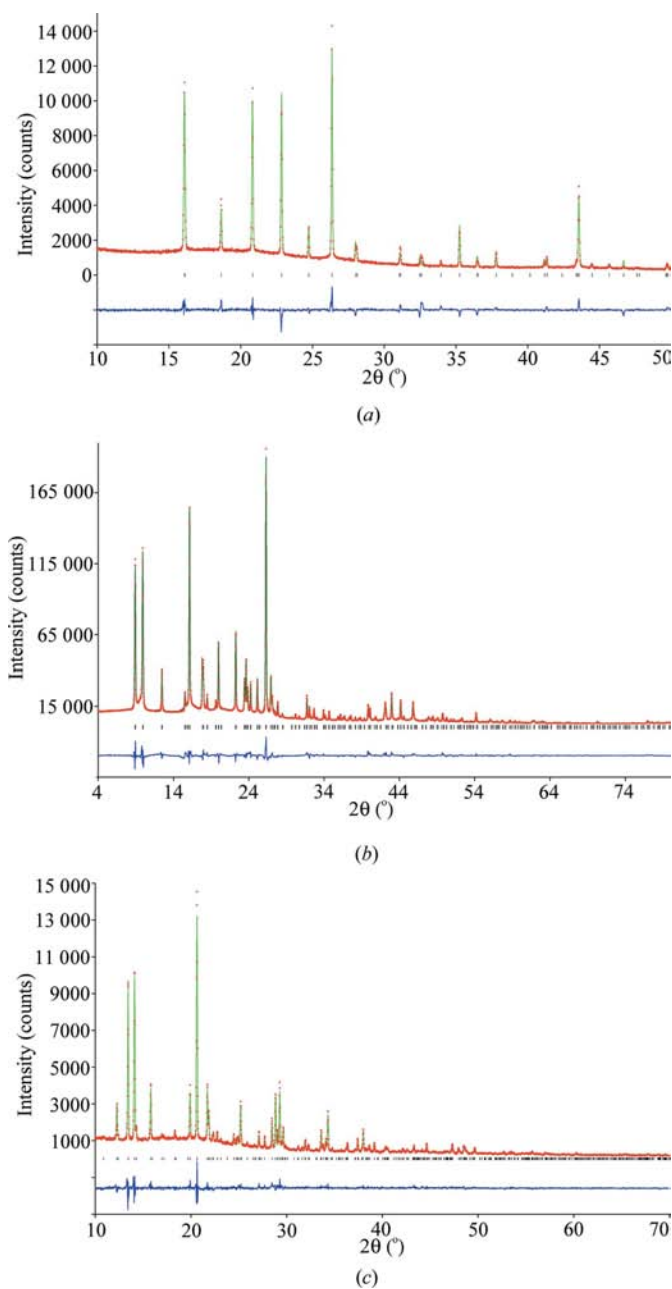 14 000
12 000
10 000
8000
6000
4000
2000
0
Intensity (counts)
10 15 20 25 30 35 40 45 50
2θ (°)
(a)
165 000
115 000
65 000
15 000
Intensity (counts)
4 14 24 34 44 54 64 74
2θ (°)
(b)
15 000
11 000
9000
7000
5000
3000
1000
Intensity (counts)
10 20 30 40 50 60 70
2θ (°)
(c)